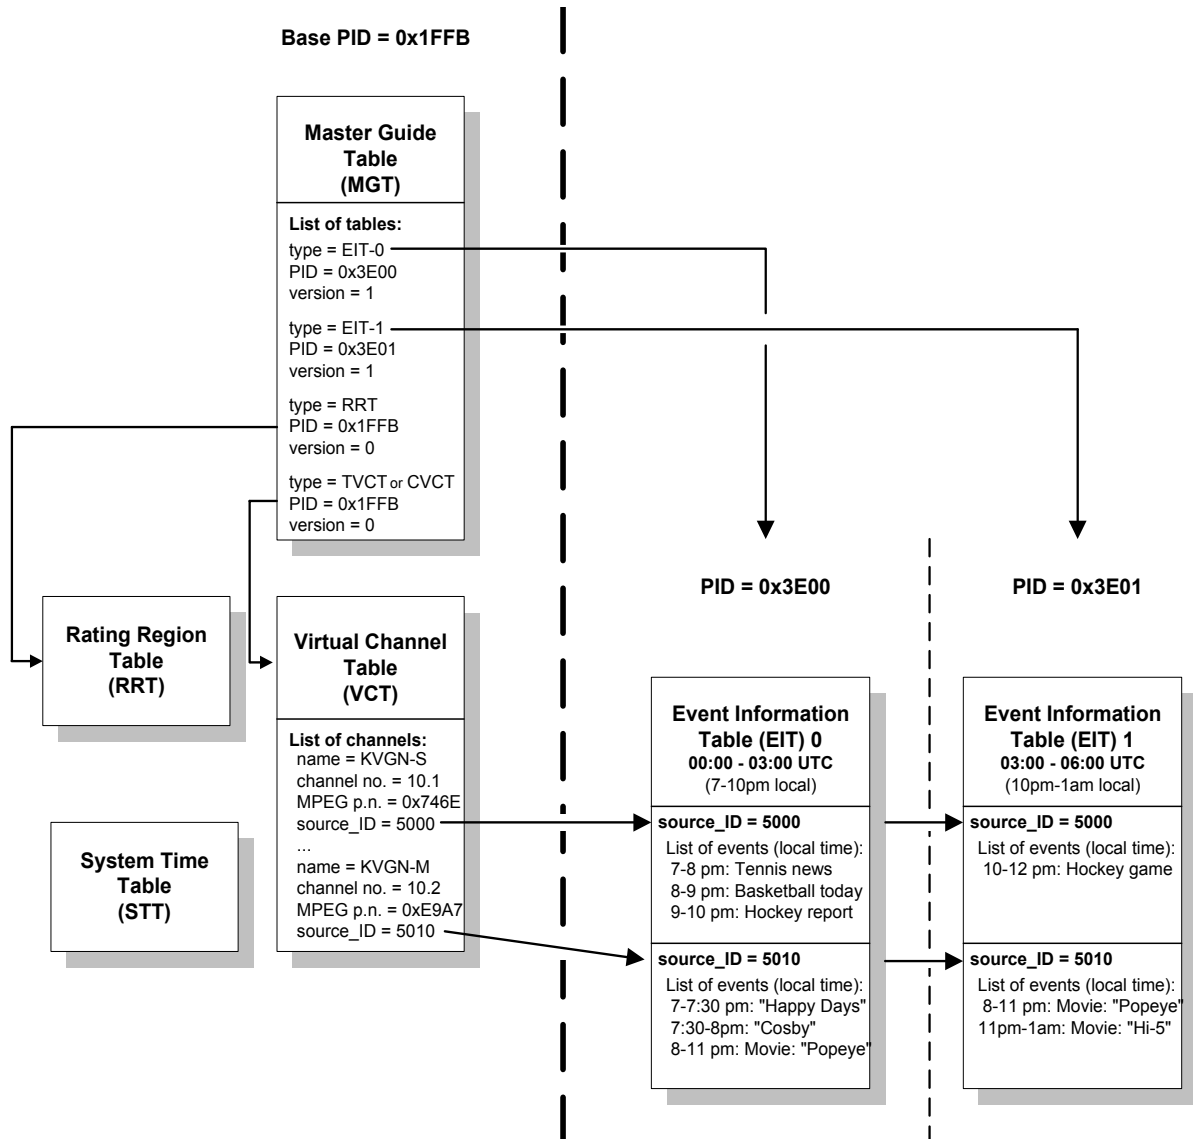 Base PID = 0x1FFB
Master Guide
Table
(MGT)
List of tables:
type = EIT-0
PID = 0x3E00
version = 1
type = EIT-1
PID = 0x3E01
version = 1
type = RRT
PID = 0x1FFB
version = 0
type = TVCT or CVCT
PID = 0x1FFB
version = 0
Rating Region
Table
(RRT)
System Time
Table
(STT)
Virtual Channel
Table
(VCT)
List of channels:
name = KVGN-S
channel no. = 10.1
MPEG p.n. = 0x746E
source_ID = 5000
...
name = KVGN-M
channel no. = 10.2
MPEG p.n. = 0xE9A7
source_ID = 5010
PID = 0x3E00
Event Information
Table (EIT) 0
00:00 - 03:00 UTC
(7-10pm local)
source_ID = 5000
List of events (local time):
7-8 pm: Tennis news
8-9 pm: Basketball today
9-10 pm: Hockey report
source_ID = 5010
List of events (local time):
7-7:30 pm: "Happy Days"
7:30-8pm: "Cosby"
8-11 pm: Movie: "Popeye"
PID = 0x3E01
Event Information
Table (EIT) 1
03:00 - 06:00 UTC
(10pm-1am local)
source_ID = 5000
List of events (local time):
10-12 pm: Hockey game
source_ID = 5010
List of events (local time):
8-11 pm: Movie: "Popeye"
11pm-1am: Movie: "Hi-5"